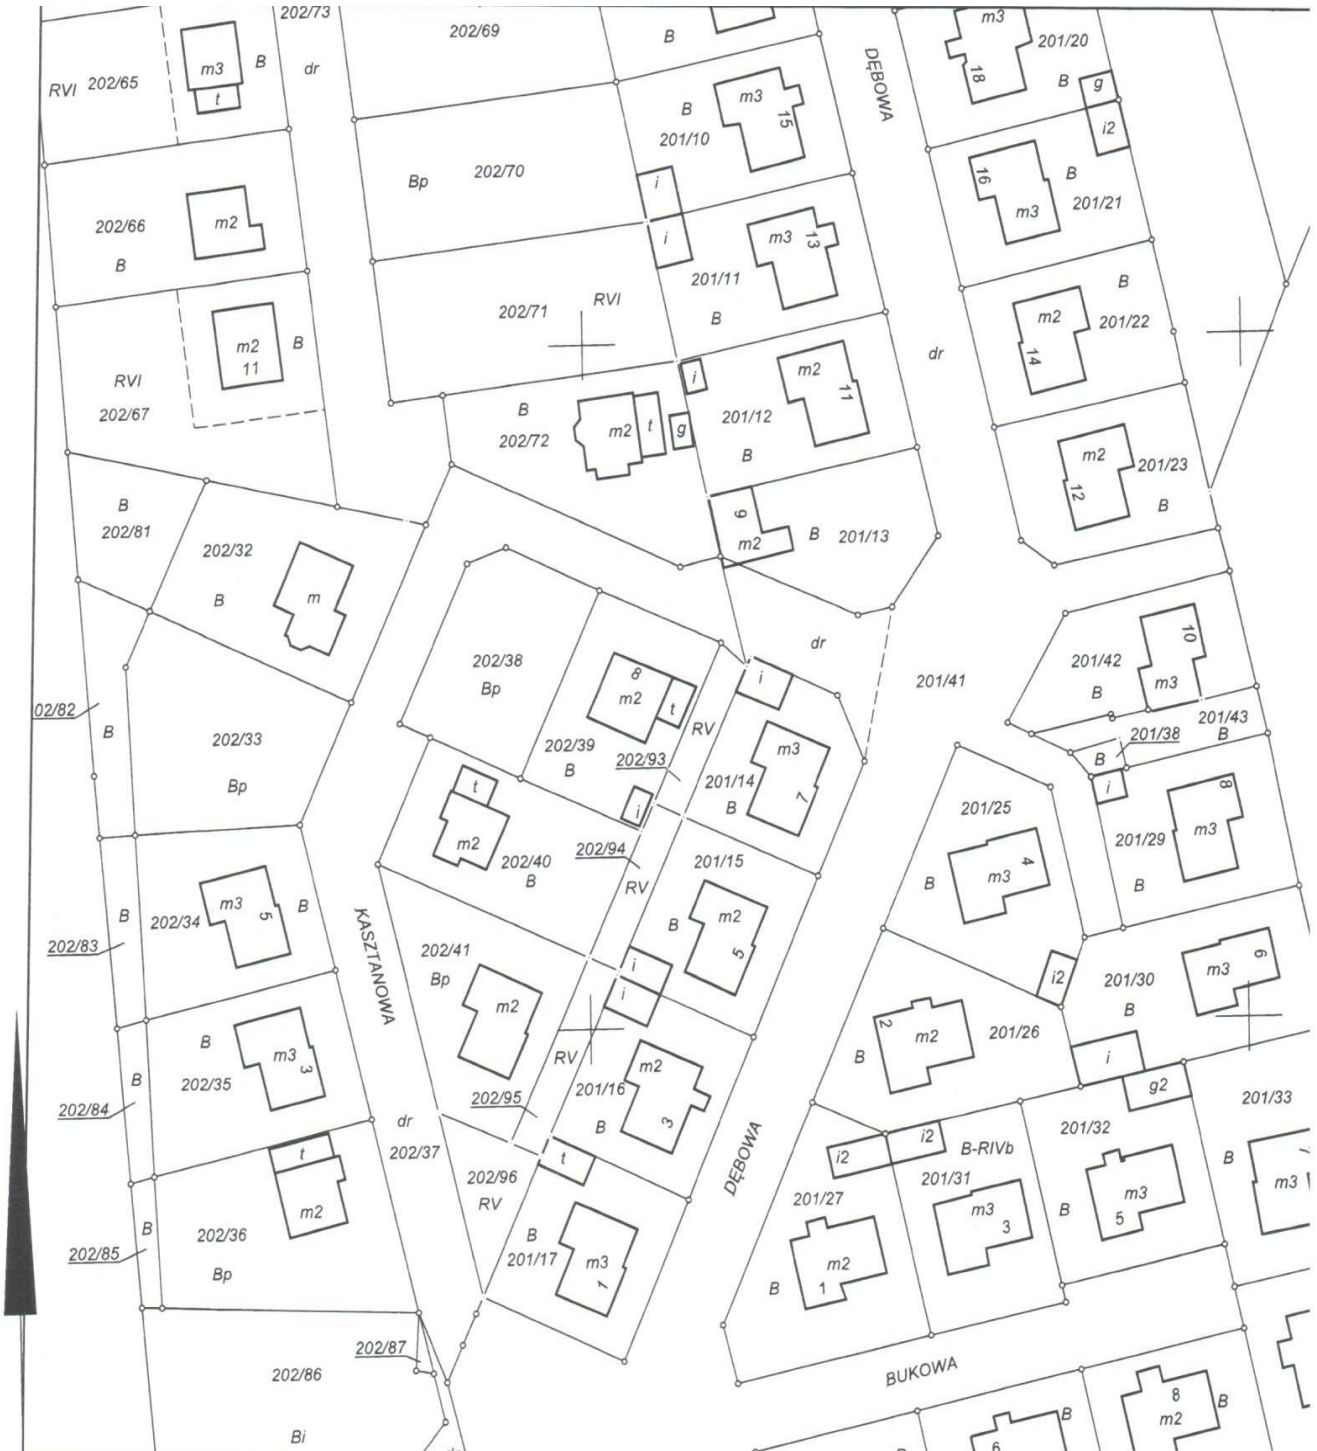 202/73
202/69
B
m3
201/20
18
B
g
i2
RVI 202/65
m3
B
t
dr
DĘBOWA
B
m3
15
201/10
Bp
202/70
i
i
16
m3
B
201/21
202/66
m2
B
m3
13
201/11
B
202/71
RVI
dr
m2
14
B
201/22
m2
11
B
RVI
202/67
B
202/72
m2
t
g
i
m2
11
201/12
B
m2
12
201/23
B
B
202/81
202/32
B
m
9
m2
B
201/13
dr
202/38
Bp
8
m2
t
202/39
B
i
RV
202/93
i
m3
7
201/14
B
201/41
10
201/42
B
m3
201/43
B
8
201/38
B
i
02/82
B
202/33
Bp
t
m2
202/40
B
202/94
RV
201/15
201/25
B
m3
4
8
201/29
m3
B
B
202/83
202/34
m3
5
B
KASZTANOWA
202/41
Bp
m2
B
m2
5
i
i
i2
201/30
B
m3
6
2
m2
201/26
B
B
m3
3
202/35
B
202/84
RV
202/95
201/16
B
m2
3
i
g2
201/33
dr
202/37
t
m2
202/36
Bp
B
202/85
202/96
RV
t
B
201/17
m3
1
DĘBOWA
i2
i2
B-RIVb
201/31
m3
3
201/32
B
m3
5
B
m3
201/27
B
m2
1
202/87
202/86
Bi
BUKOWA
8
m2
B
B
6